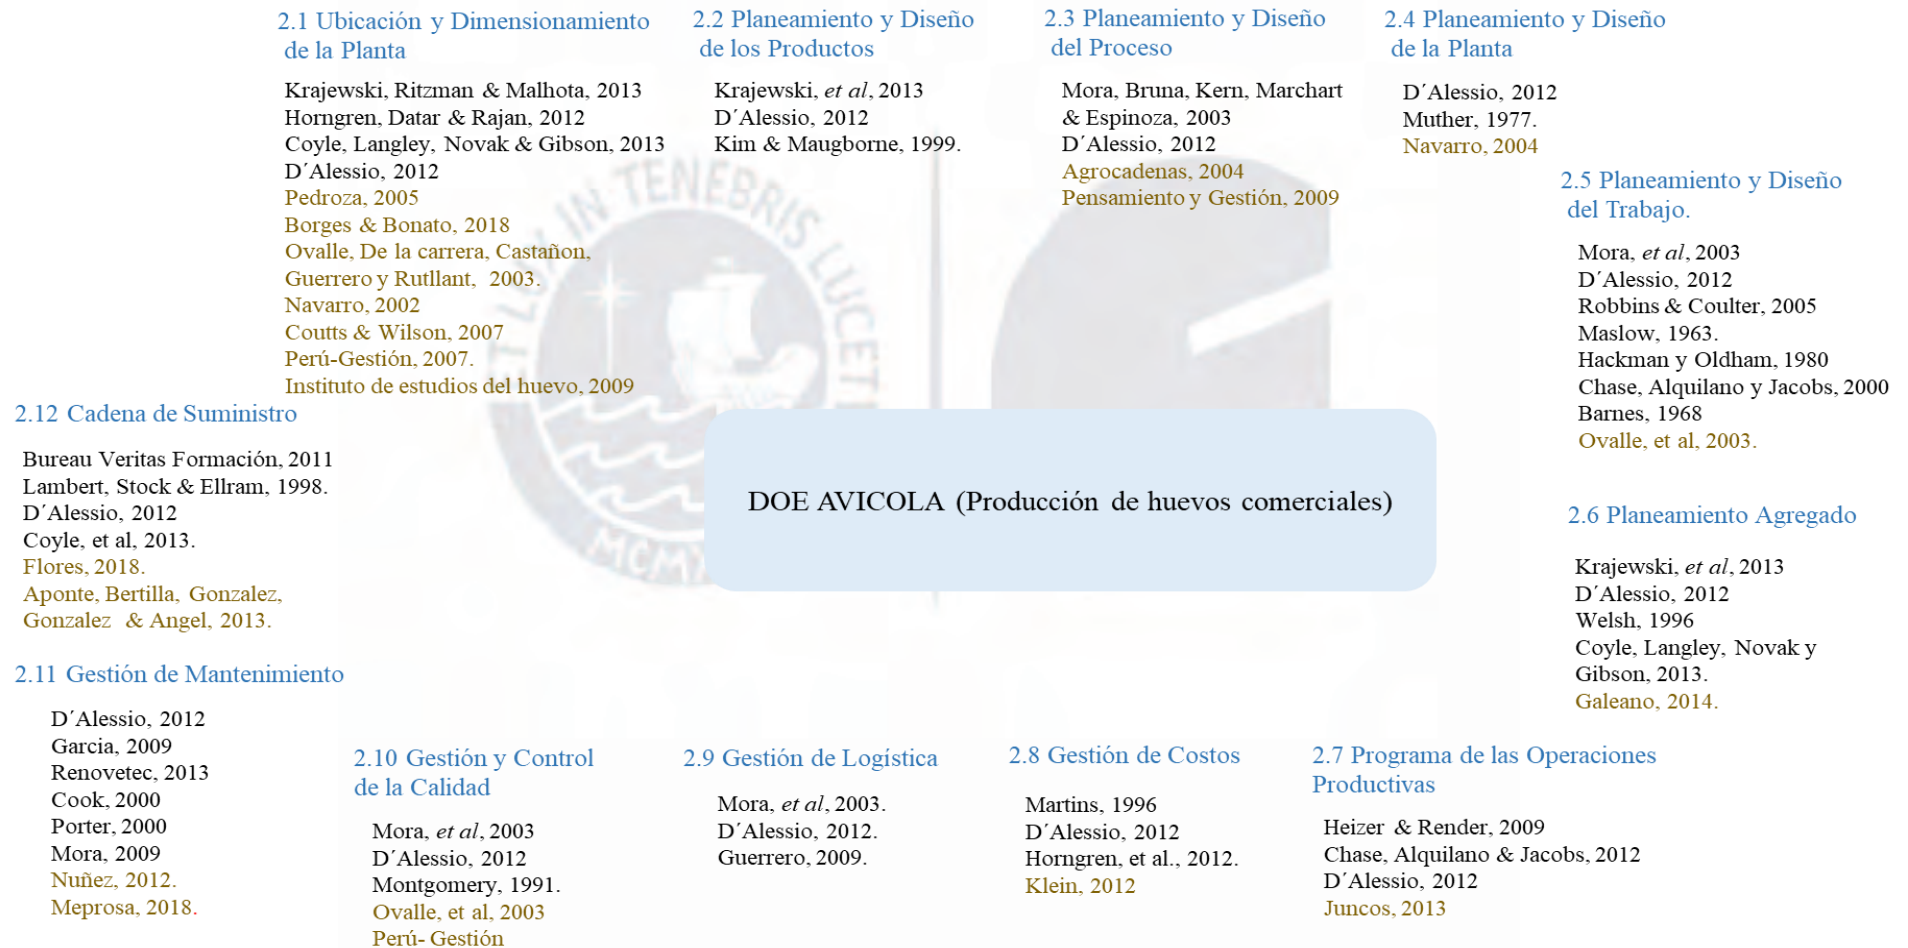 2.1 Ubicación y Dimensionamiento
de la Planta
Krajewski, Ritzman & Malhota, 2013
Horngren, Datar & Rajan, 2012
Coyle, Langley, Novak & Gibson, 2013
D´Alessio, 2012
Pedroza, 2005
Borges & Bonato, 2018
Ovalle, De la carrera, Castañon,
Guerrero y Rutllant, 2003.
Navarro, 2002
Coutts & Wilson, 2007
Perú-Gestión, 2007.
Instituto de estudios del huevo, 2009
2.2 Planeamiento y Diseño
de los Productos
Krajewski, et al, 2013
D´Alessio, 2012
Kim & Maugborne, 1999.
2.3 Planeamiento y Diseño
del Proceso
Mora, Bruna, Kern, Marchart
& Espinoza, 2003
D´Alessio, 2012
Agrocadenas, 2004
Pensamiento y Gestión, 2009
2.4 Planeamiento y Diseño
de la Planta
D´Alessio, 2012
Muther, 1977.
Navarro, 2004
2.5 Planeamiento y Diseño
del Trabajo.
Mora, et al, 2003
D´Alessio, 2012
Robbins & Coulter, 2005
Maslow, 1963.
Hackman y Oldham, 1980
Chase, Alquilano y Jacobs, 2000
Barnes, 1968
Ovalle, et al, 2003.
ET LUX IN TENEBRIS LUCET
DOE AVICOLA (Producción de huevos comerciales)
2.6 Planeamiento Agregado
Krajewski, et al, 2013
D´Alessio, 2012
Welsh, 1996
Coyle, Langley, Novak y
Gibson, 2013.
Galeano, 2014.
2.7 Programa de las Operaciones
Productivas
Heizer & Render, 2009
Chase, Alquilano & Jacobs, 2012
D´Alessio, 2012
Juncos, 2013
2.8 Gestión de Costos
Martins, 1996
D´Alessio, 2012
Horngren, et al., 2012.
Klein, 2012
2.9 Gestión de Logística
Mora, et al, 2003.
D´Alessio, 2012.
Guerrero, 2009.
2.10 Gestión y Control
de la Calidad
Mora, et al, 2003
D´Alessio, 2012
Montgomery, 1991.
Ovalle, et al, 2003
Perú- Gestión
2.11 Gestión de Mantenimiento
D´Alessio, 2012
Garcia, 2009
Renovetec, 2013
Cook, 2000
Porter, 2000
Mora, 2009
Nuñez, 2012.
Meprosa, 2018.
2.12 Cadena de Suministro
Bureau Veritas Formación, 2011
Lambert, Stock & Ellram, 1998.
D´Alessio, 2012
Coyle, et al, 2013.
Flores, 2018.
Aponte, Bertilla, Gonzalez,
Gonzalez & Angel, 2013.